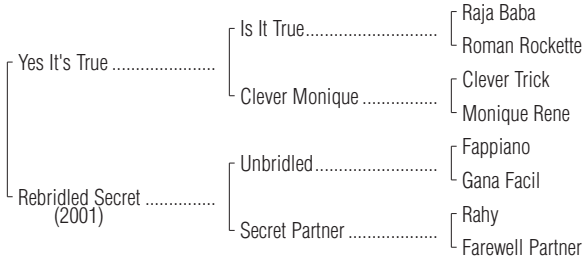 Raja Baba
Is It True
Roman Rockette
Yes It's True
Clever Trick
Clever Monique
Monique Rene
Fappiano
Unbridled
Gana Facil
Rebridled Secret
(2001)
Rahy
Secret Partner
Farewell Partner